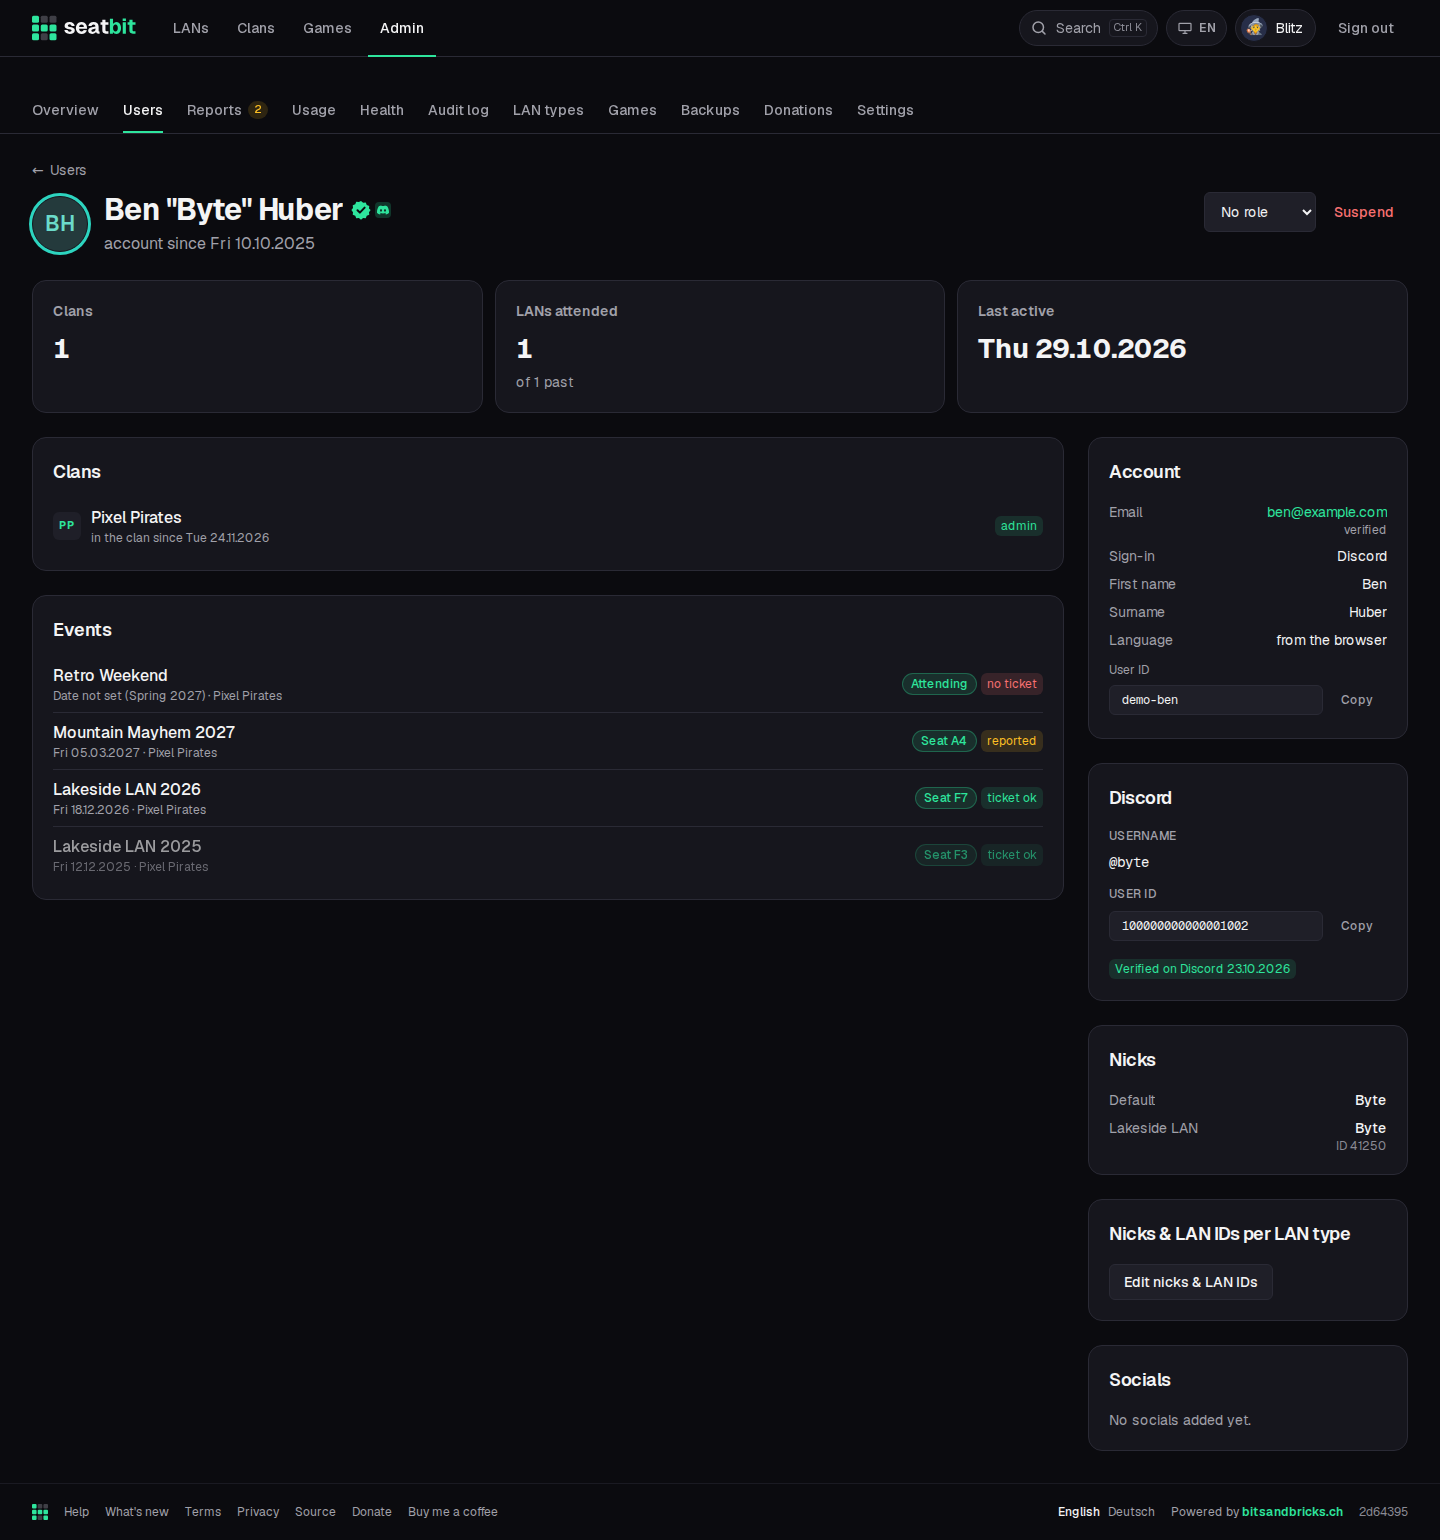 seatbit LANs Clans Games Admin Search Ctrl K EN Blitz Sign out
Overview Users Reports 2 Usage Health Audit log LAN types Games Backups Donations Settings
← Users
BH
Ben "Byte" Huber
account since Fri 10.10.2025
No role
Suspend
Clans
1
LANs attended
1
of 1 past
Last active
Thu 29.10.2026
Clans
PP
Pixel Pirates
in the clan since Tue 24.11.2026
admin
Events
Retro Weekend
Date not set (Spring 2027) · Pixel Pirates
Attending no ticket
Mountain Mayhem 2027
Fri 05.03.2027 · Pixel Pirates
Seat A4 reported
Lakeside LAN 2026
Fri 18.12.2026 · Pixel Pirates
Seat F7 ticket ok
Lakeside LAN 2025
Fri 12.12.2025 · Pixel Pirates
Seat F3 ticket ok
Account
Email ben@example.com
verified
Sign-in Discord
First name Ben
Surname Huber
Language from the browser
User ID
demo-ben Copy
Discord
USERNAME
@byte
USER ID
100000000000001002 Copy
Verified on Discord 23.10.2026
Nicks
Default Byte
Lakeside LAN Byte
ID 41250
Nicks & LAN IDs per LAN type
Edit nicks & LAN IDs
Socials
No socials added yet.
Help What's new Terms Privacy Source Donate Buy me a coffee English Deutsch Powered by bitsandbricks.ch 2d64395